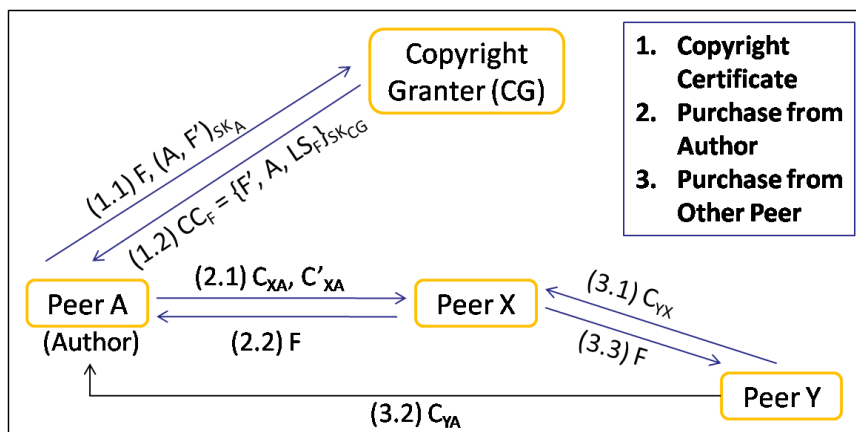 Copyright
Granter (CG)
1. Copyright
Certificate
2. Purchase from
Author
3. Purchase from
Other Peer
(1.1) F, (A, F')SKA
(1.2) CCF = {F', A, LSF}SKCG
Peer A
(Author)
(2.1) CXA, C'XA
(2.2) F
Peer X
(3.1) CYX
(3.3) F
Peer Y
(3.2) CYA